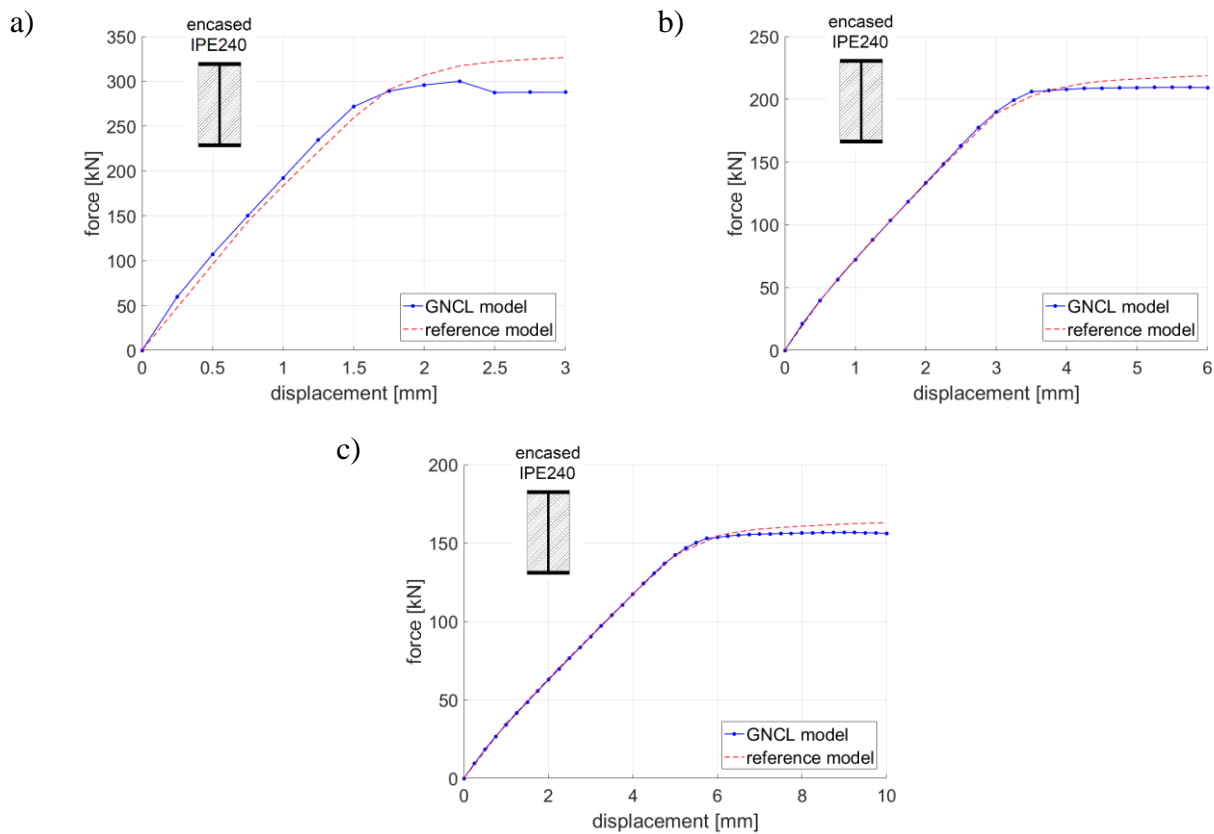 a)
encased
IPE240
350
300
250
200
150
100
50
0
force [kN]
0 0.5 1 1.5 2 2.5 3
displacement [mm]
GNCL model
reference model
b)
encased
IPE240
250
200
150
100
50
0
force [kN]
0 1 2 3 4 5 6
displacement [mm]
GNCL model
reference model
c)
encased
IPE240
200
150
100
50
0
force [kN]
0 2 4 6 8 10
displacement [mm]
GNCL model
reference model